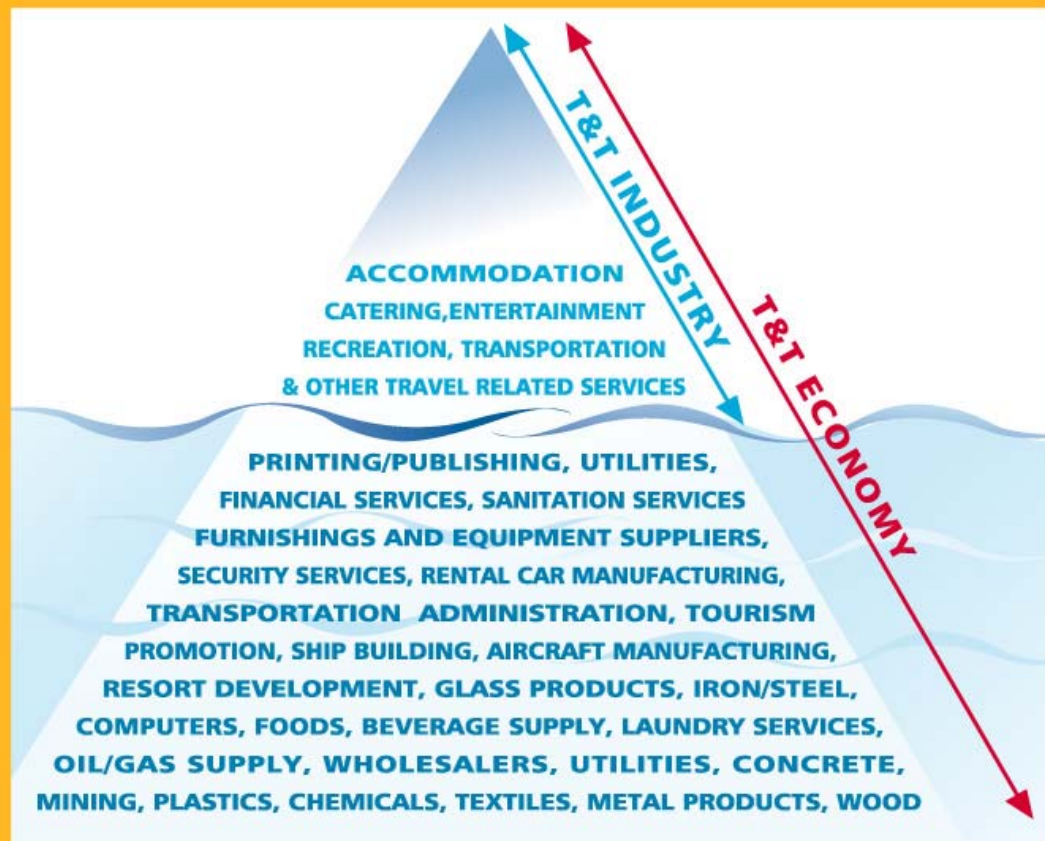 T&T INDUSTRY
T&T ECONOMY
ACCOMMODATION
CATERING,ENTERTAINMENT
RECREATION, TRANSPORTATION
& OTHER TRAVEL RELATED SERVICES
PRINTING/PUBLISHING, UTILITIES,
FINANCIAL SERVICES, SANITATION SERVICES
FURNISHINGS AND EQUIPMENT SUPPLIERS,
SECURITY SERVICES, RENTAL CAR MANUFACTURING,
TRANSPORTATION ADMINISTRATION, TOURISM
PROMOTION, SHIP BUILDING, AIRCRAFT MANUFACTURING,
RESORT DEVELOPMENT, GLASS PRODUCTS, IRON/STEEL,
COMPUTERS, FOODS, BEVERAGE SUPPLY, LAUNDRY SERVICES,
OIL/GAS SUPPLY, WHOLESALERS, UTILITIES, CONCRETE,
MINING, PLASTICS, CHEMICALS, TEXTILES, METAL PRODUCTS, WOOD